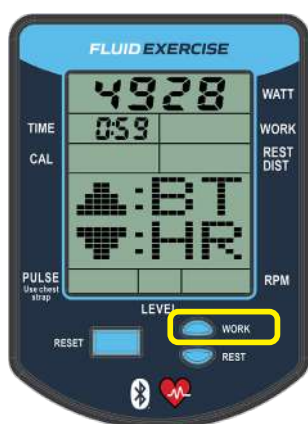 FLUID EXERCISE
4928
WATT
TIME
0:59
WORK
CAL
REST
DIST
▲:BT
▼:HR
PULSE
Use chest
strap
RPM
LEVEL
WORK
RESET
REST